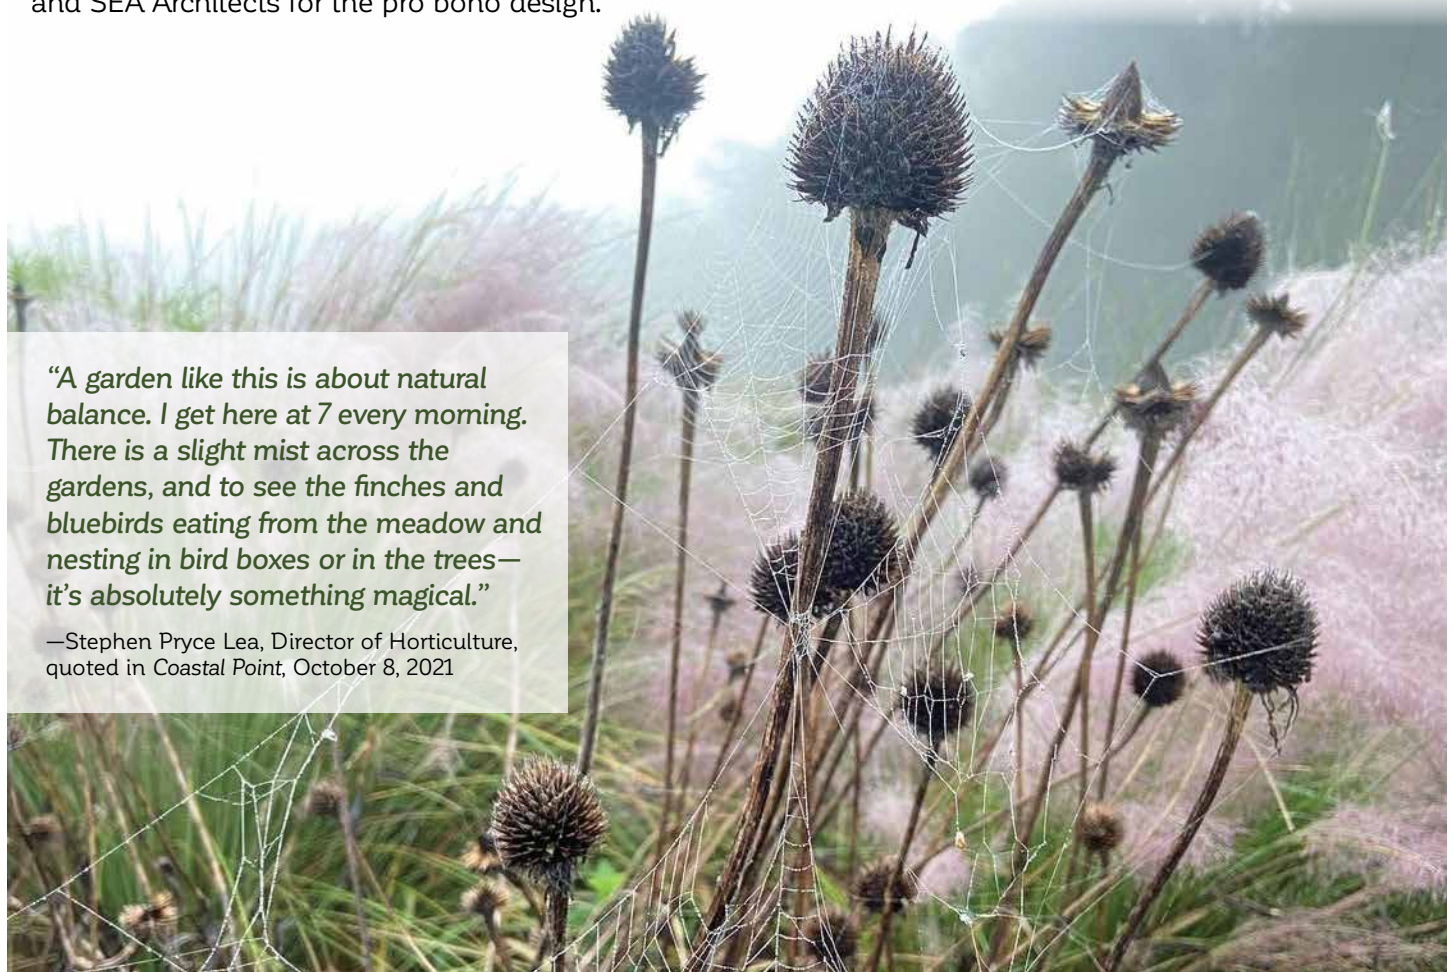 and SEA Architects for the pro bono design.
“A garden like this is about natural
balance. I get here at 7 every morning.
There is a slight mist across the
gardens, and to see the finches and
bluebirds eating from the meadow and
nesting in bird boxes or in the trees—
it’s absolutely something magical.”
—Stephen Pryce Lea, Director of Horticulture,
quoted in Coastal Point, October 8, 2021